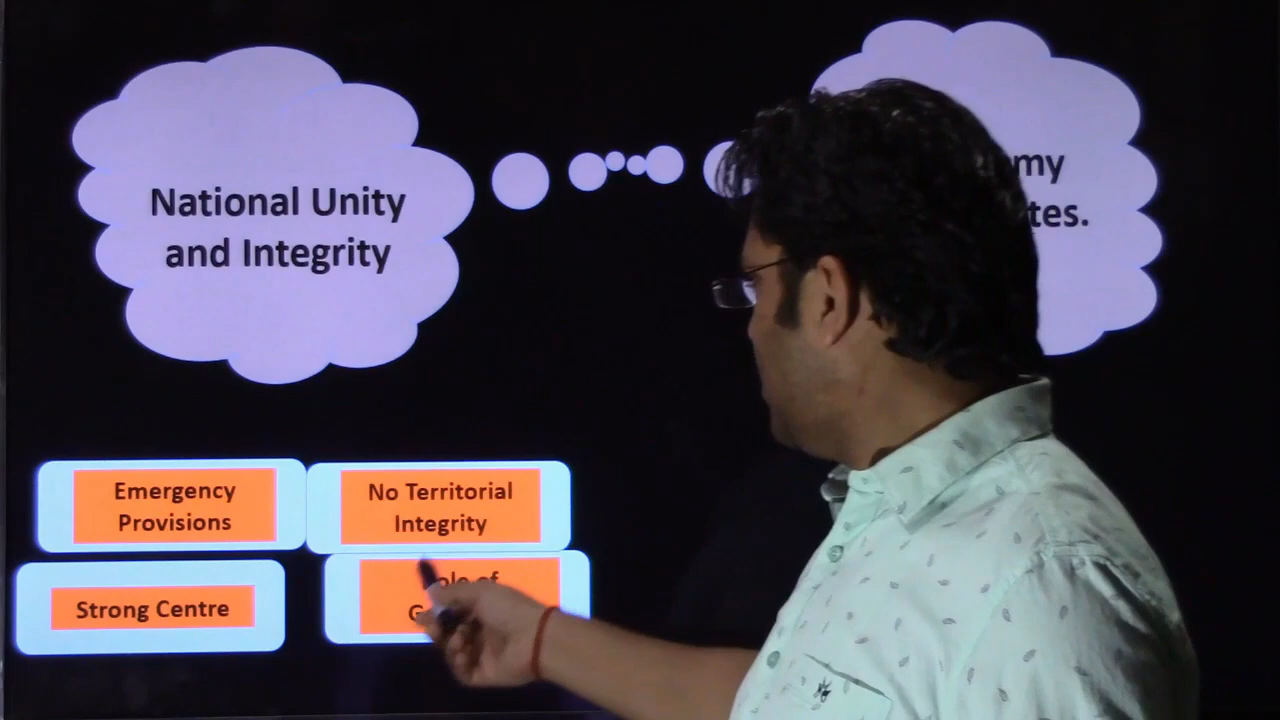 National Unity
and Integrity
Emergency
Provisions
No Territorial
Integrity
Strong Centre